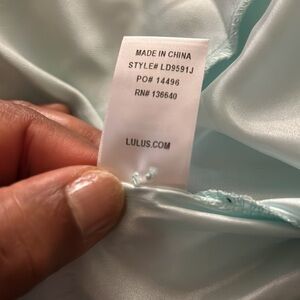 MADE IN CHINA
STYLE# LD9591J
PO# 14496
RN# 136640
LULUS.COM